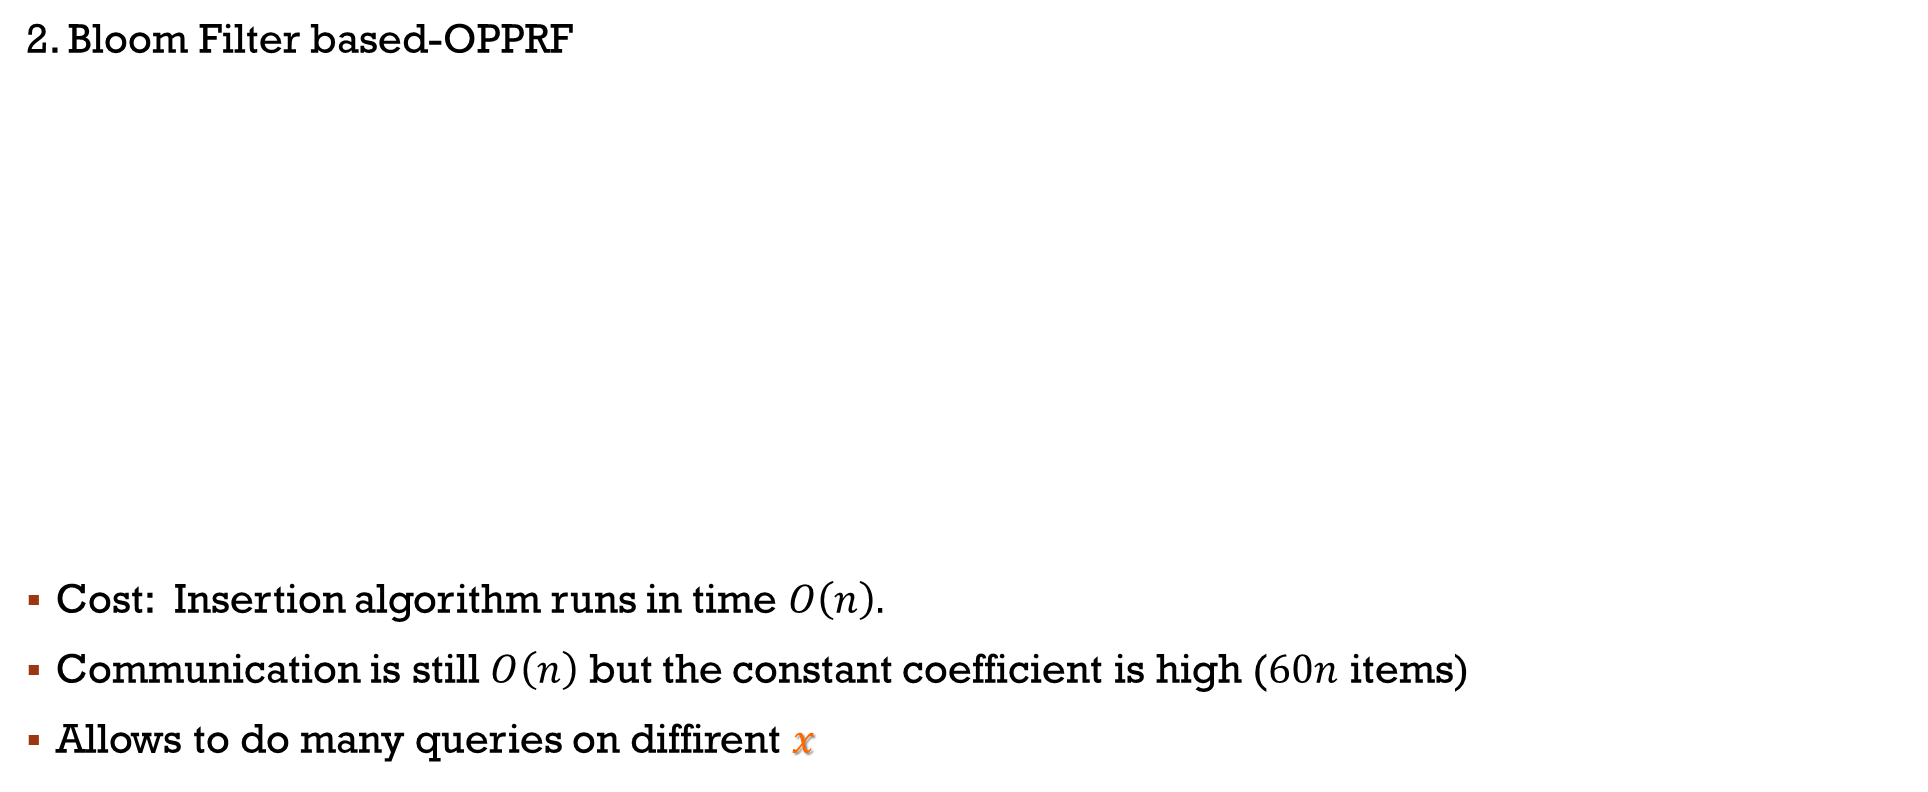 2. Bloom Filter based-OPPRF
▪ Cost: Insertion algorithm runs in time O(n).
▪ Communication is still O(n) but the constant coefficient is high (60n items)
▪ Allows to do many queries on diffirent x